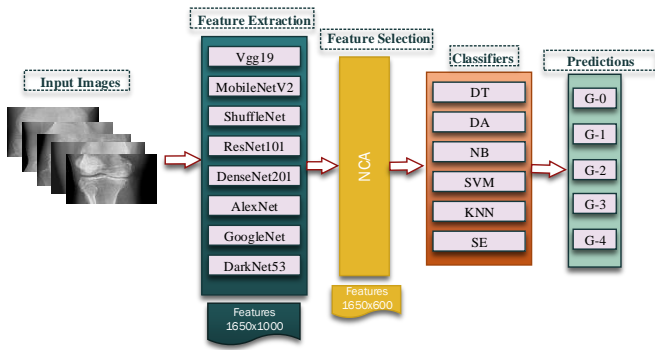 Input Images
Feature Extraction
Vgg19
MobileNetV2
ShuffleNet
ResNet101
DenseNet201
AlexNet
GoogleNet
DarkNet53
Features
1650x1000
Feature Selection
NCA
Features
1650x600
Classifiers
DT
DA
NB
SVM
KNN
SE
Predictions
G-0
G-1
G-2
G-3
G-4